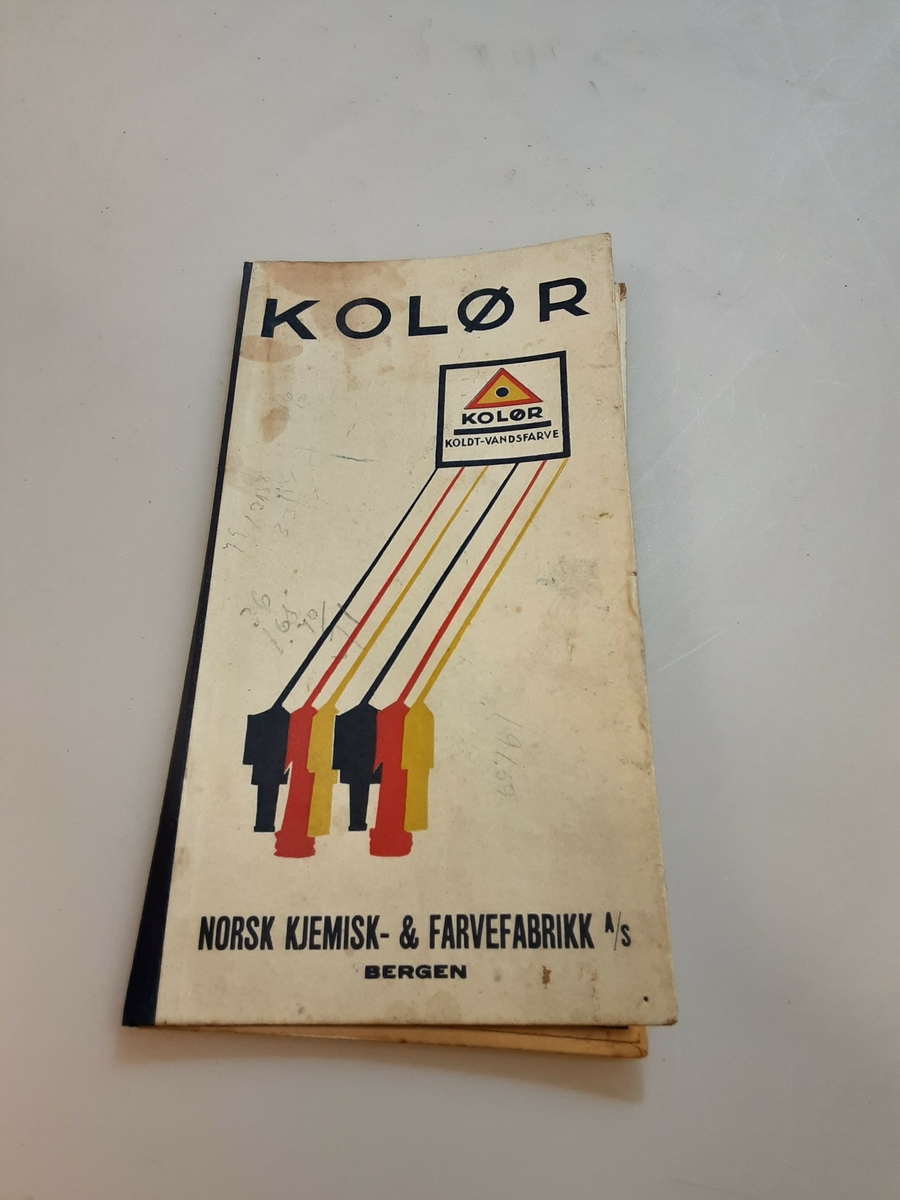 KOLØR
KOLØR
KOLDT-VANDSFARVE
NORSK KJEMISK- & FARVEFABRIKK A/S
BERGEN